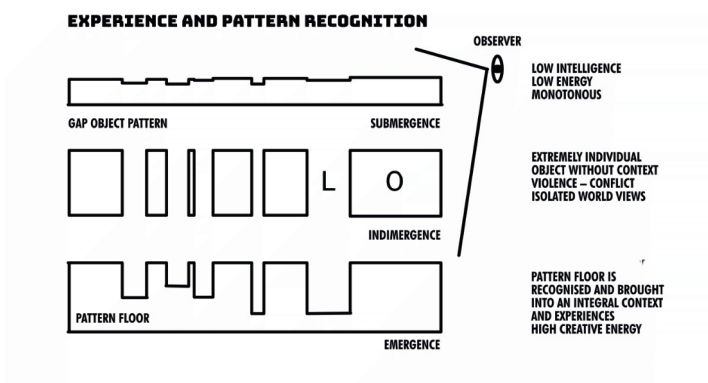 EXPERIENCE AND PATTERN RECOGNITION
OBSERVER
LOW INTELLIGENCE
LOW ENERGY
MONOTONOUS
GAP OBJECT PATTERN
SUBMERGENCE
L
O
EXTREMELY INDIVIDUAL
OBJECT WITHOUT CONTEXT
VIOLENCE – CONFLICT
ISOLATED WORLD VIEWS
INDIMERGENCE
PATTERN FLOOR
PATTERN FLOOR IS
RECOGNISED AND BROUGHT
INTO AN INTEGRAL CONTEXT
AND EXPERIENCES
HIGH CREATIVE ENERGY
EMERGENCE